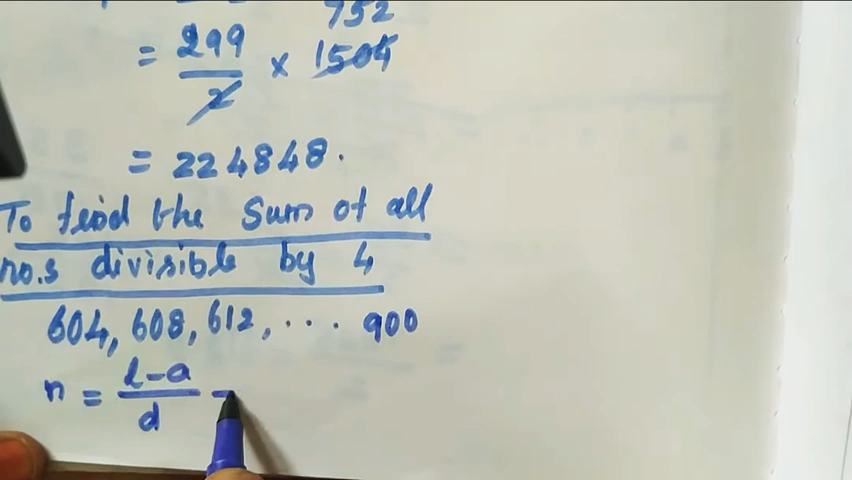 752
= 299/2 × 1504
= 224848.
To find the Sum of all
no.s divisible by 4
604, 608, 612, ... 900
n = l-a/d -